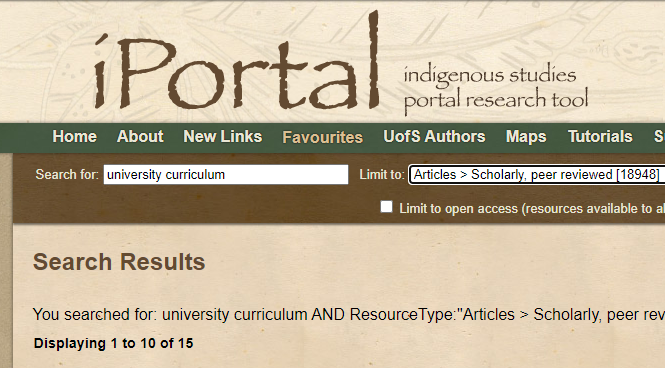 iPortal
indigenous studies
portal research tool
Home About New Links Favourites UofS Authors Maps Tutorials S
Search for: university curriculum Limit to: Articles > Scholarly, peer reviewed [18948]
Limit to open access (resources available to al
Search Results
You searched for: university curriculum AND ResourceType:"Articles > Scholarly, peer rev
Displaying 1 to 10 of 15